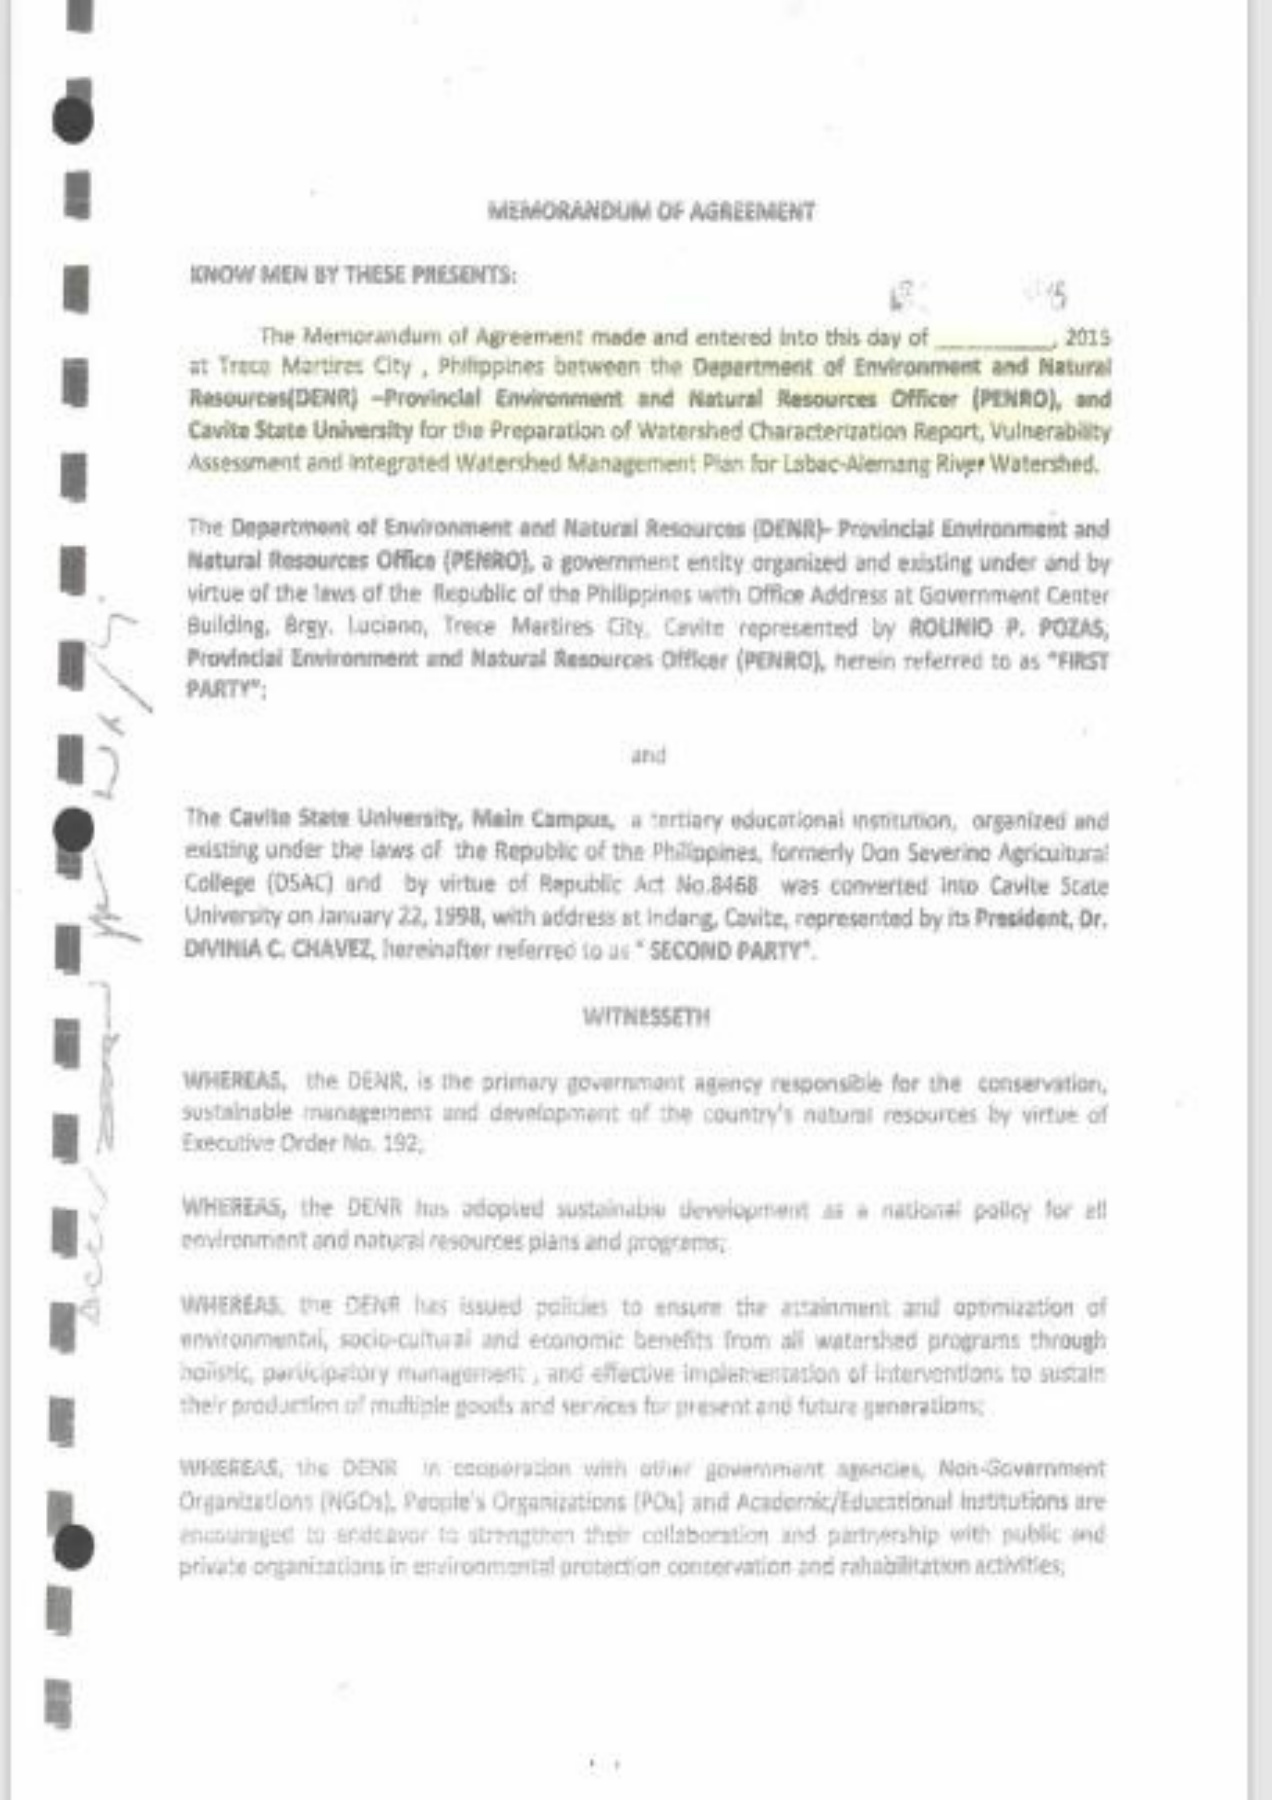 MEMORANDUM OF AGREEMENT
KNOW MEN BY THESE PRESENTS:
The Memorandum of Agreement made and entered into this day of __________, 2015
at Trece Martires City , Philippines between the Department of Environment and Natural
Resources(DENR) –Provincial Environment and Natural Resources Officer (PENRO), and
Cavite State University for the Preparation of Watershed Characterization Report, Vulnerability
Assessment and Integrated Watershed Management Plan for Labac-Alemang River Watershed.
The Department of Environment and Natural Resources (DENR)- Provincial Environment and
Natural Resources Office (PENRO), a government entity organized and existing under and by
virtue of the laws of the Republic of the Philippines with Office Address at Government Center
Building, Brgy. Luciano, Trece Martires City, Cavite represented by ROLINIO P. POZAS,
Provincial Environment and Natural Resources Officer (PENRO), herein referred to as "FIRST
PARTY";
and
The Cavite State University, Main Campus, a tertiary educational institution, organized and
existing under the laws of the Republic of the Philippines, formerly Don Severino Agricultural
College (DSAC) and by virtue of Republic Act No.8468 was converted into Cavite State
University on January 22, 1998, with address at Indang, Cavite, represented by its President, Dr.
DIVINIA C. CHAVEZ, hereinafter referred to as " SECOND PARTY".
WITNESSETH
WHEREAS, the DENR, is the primary government agency responsible for the conservation,
sustainable management and development of the country's natural resources by virtue of
Executive Order No. 192;
WHEREAS, the DENR has adopted sustainable development as a national policy for all
environment and natural resources plans and programs;
WHEREAS, the DENR has issued policies to ensure the attainment and optimization of
environmental, socio-cultural and economic benefits from all watershed programs through
holistic, participatory management , and effective implementation of interventions to sustain
their production of multiple goods and services for present and future generations;
WHEREAS, the DENR in cooperation with other government agencies, Non-Government
Organizations (NGOs), People's Organizations (POs) and Academic/Educational Institutions are
encouraged to endeavor to strengthen their collaboration and partnership with public and
private organizations in environmental protection conservation and rahabilitation activities;